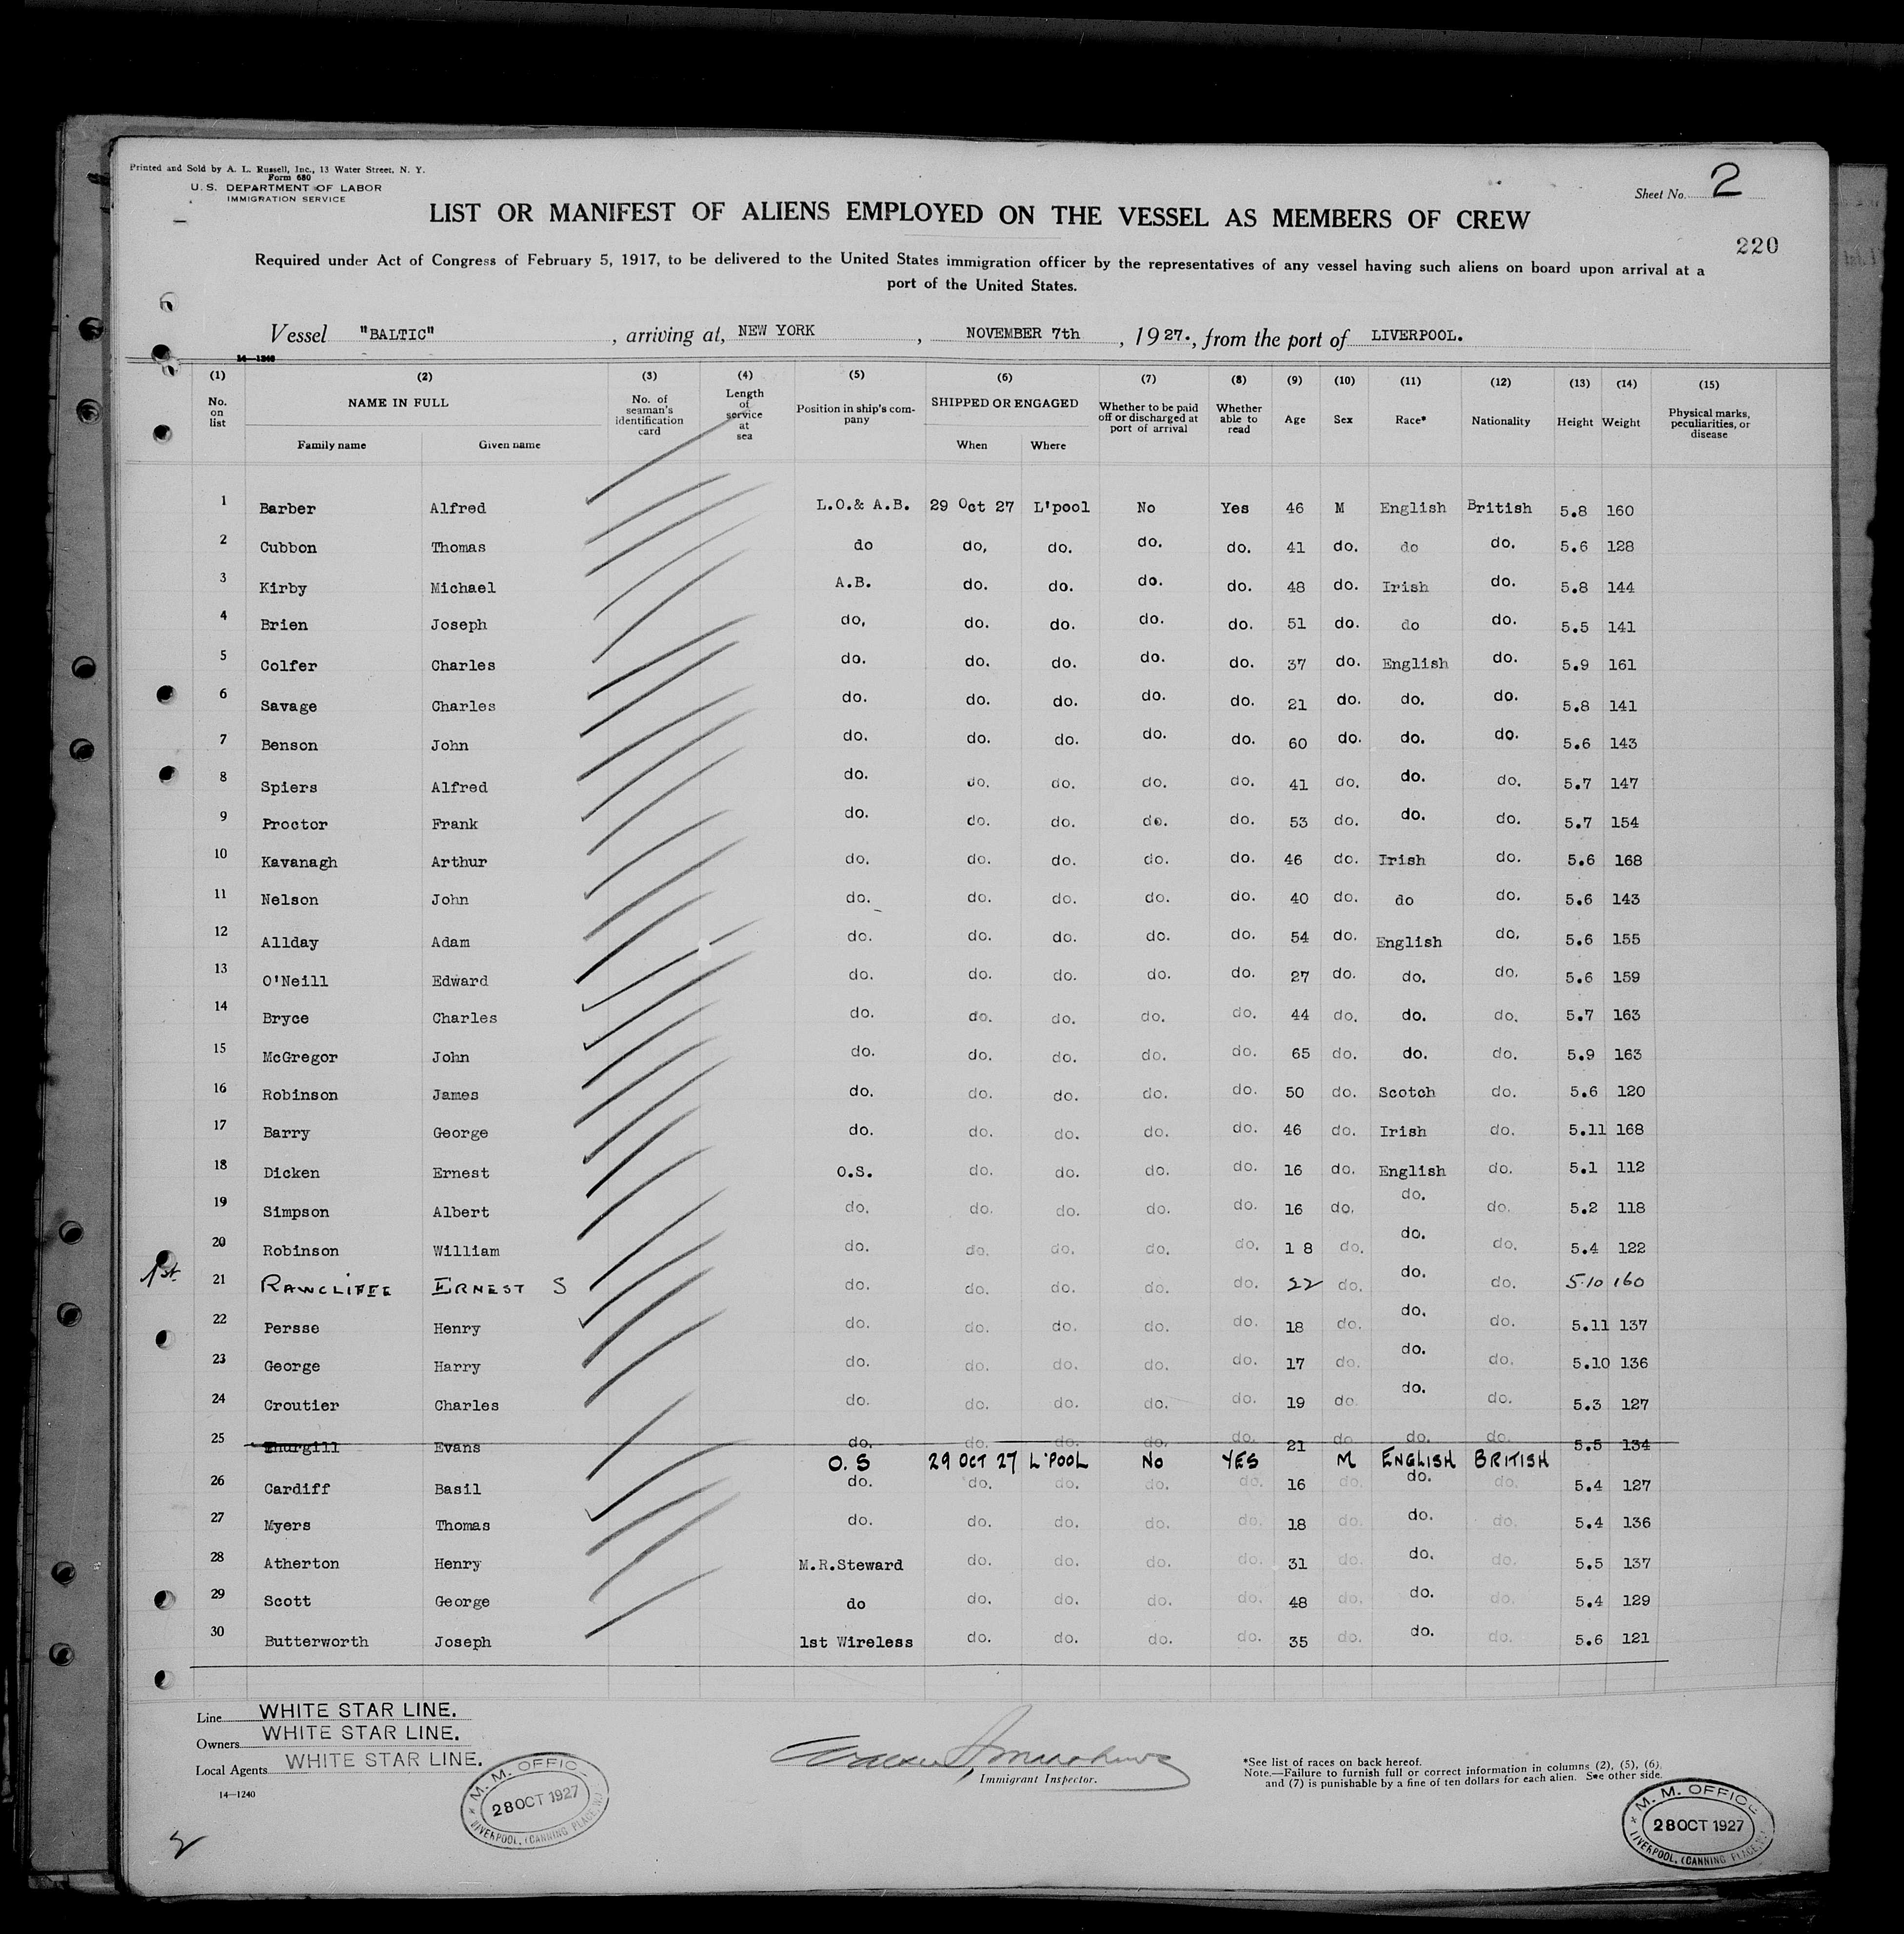 Printed and Sold by A. L. Russell, Inc., 13 Water Street, N. Y.
Form 680
U. S. DEPARTMENT OF LABOR
IMMIGRATION SERVICE
Sheet No. 2
LIST OR MANIFEST OF ALIENS EMPLOYED ON THE VESSEL AS MEMBERS OF CREW
220
Required under Act of Congress of February 5, 1917, to be delivered to the United States immigration officer by the representatives of any vessel having such aliens on board upon arrival at a
port of the United States.
Vessel "BALTIC" , arriving at, NEW YORK , NOVEMBER 7th , 1927., from the port of LIVERPOOL.
14—1240
(1) (2) (3) (4) (5) (6) (7) (8) (9) (10) (11) (12) (13) (14) (15)
No. on list NAME IN FULL Family name Given name No. of seaman's identification card Length of service at sea Position in ship's company SHIPPED OR ENGAGED When Where Whether to be paid off or discharged at port of arrival Whether able to read Age Sex Race* Nationality Height Weight Physical marks, peculiarities, or disease
1 Barber Alfred L.O.& A.B. 29 Oct 27 L'pool No Yes 46 M English British 5.8 160
2 Cubbon Thomas do do, do. do. do. 41 do. do do. 5.6 128
3 Kirby Michael A.B. do. do. do. do. 48 do. Irish do. 5.8 144
4 Brien Joseph do, do. do. do. do. 51 do. do do. 5.5 141
5 Colfer Charles do. do. do. do. do. 37 do. English do. 5.9 161
6 Savage Charles do. do. do. do. do. 21 do. do. do. 5.8 141
7 Benson John do. do. do. do. do. 60 do. do. do. 5.6 143
8 Spiers Alfred do. do. do. do. do. 41 do. do. do. 5.7 147
9 Proctor Frank do. do. do. do. do. 53 do. do. do. 5.7 154
10 Kavanagh Arthur do. do. do. do. do. 46 do. Irish do. 5.6 168
11 Nelson John do. do. do. do. do. 40 do. do do. 5.6 143
12 Allday Adam do. do. do. do. do. 54 do. English do. 5.6 155
13 O'Neill Edward do. do. do. do. do. 27 do. do. do. 5.6 159
14 Bryce Charles do. do. do. do. do. 44 do. do. do. 5.7 163
15 McGregor John do. do. do. do. do. 65 do. do. do. 5.9 163
16 Robinson James do. do. do. do. do. 50 do. Scotch do. 5.6 120
17 Barry George do. do. do. do. do. 46 do. Irish do. 5.11 168
18 Dicken Ernest O.S. do. do. do. do. 16 do. English do. 5.1 112
19 Simpson Albert do. do. do. do. do. 16 do. do. do. 5.2 118
20 Robinson William do. do. do. do. do. 1 8 do. do. do. 5.4 122
1st. 21 RAWCLIFFE ERNEST S do. do. do. do. do. 22 do. do. do. 5.10 160
22 Persse Henry do. do. do. do. do. 18 do. do. do. 5.11 137
23 George Harry do. do. do. do. do. 17 do. do. do. 5.10 136
24 Croutier Charles do. do. do. do. do. 19 do do. do. 5.3 127
25 Thurgill Evans do. do. do. do. do. 21 do do. do. 5.5 134
O.S 29 OCT 27 L'POOL NO YES M ENGLISH BRITISH
26 Cardiff Basil do. do. do. do. do. 16 do. do. do. 5.4 127
27 Myers Thomas do. do. do. do. do. 18 do. do. do. 5.4 136
28 Atherton Henry M.R.Steward do. do. do. do. 31 do. do. do. 5.5 137
29 Scott George do do. do. do. do. 48 do. do. do. 5.4 129
30 Butterworth Joseph 1st Wireless do. do. do. do. 35 do. do. do. 5.6 121
Line WHITE STAR LINE.
Owners WHITE STAR LINE.
Local Agents WHITE STAR LINE.
14—1240
Immigrant Inspector.
*See list of races on back hereof.
Note.—Failure to furnish full or correct information in columns (2), (5), (6),
and (7) is punishable by a fine of ten dollars for each alien. See other side.
M. M. OFFICE
28 OCT 1927
LIVERPOOL, (CANNING PLACE, N.)
M. M. OFFICE
28 OCT 1927
LIVERPOOL, (CANNING PLACE, N.)
2